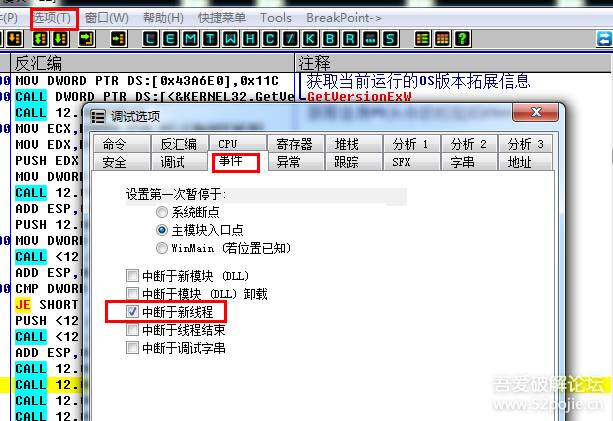 (P) 选项(T) 窗口(W) 帮助(H) 快捷菜单 Tools BreakPoint->
L E M T W H C / K B R ... S
反汇编 注释
MOV DWORD PTR DS:[0x43A6E0],0x11C 获取当前运行的OS版本拓展信息
CALL DWORD PTR DS:[<&KERNEL32.GetVe GetVersionExW
CALL 12.
MOV ECX,
MOV EDX
PUSH EDX
MOV DWOR
CALL 12.
ADD ESP,
PUSH 12.
MOV DWOR
CALL <12
ADD ESP,
CMP DWOR
JE SHORT
PUSH <12
CALL <12
ADD ESP,
CALL 12.
CALL 12.
CALL 12.
CALL 12.
调试选项
命令 反汇编 CPU 寄存器 堆栈 分析 1 分析 2 分析 3
安全 调试 事件 异常 跟踪 SFX 字串 地址
设置第一次暂停于:
系统断点
主模块入口点
WinMain (若位置已知)
中断于新模块 (DLL)
中断于模块 (DLL) 卸载
中断于新线程
中断于线程结束
中断于调试字串
吾爱破解论坛
www.52pojie.cn